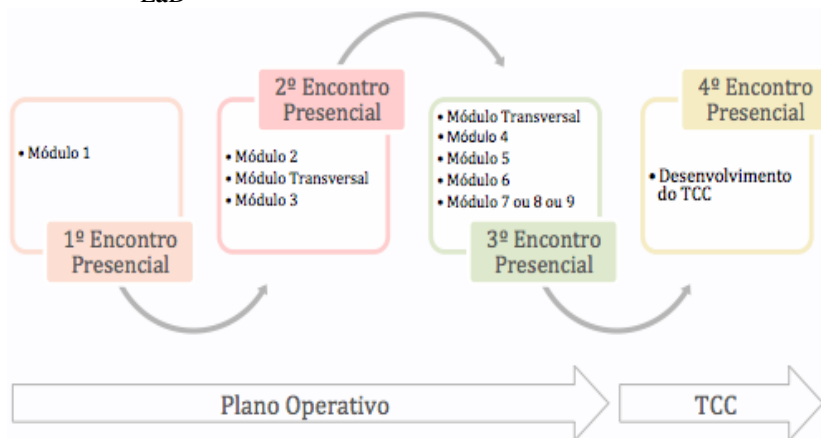 EaD
• Módulo 1
1º Encontro
Presencial
2º Encontro
Presencial
• Módulo 2
• Módulo Transversal
• Módulo 3
• Módulo Transversal
• Módulo 4
• Módulo 5
• Módulo 6
• Módulo 7 ou 8 ou 9
3º Encontro
Presencial
4º Encontro
Presencial
• Desenvolvimento
do TCC
Plano Operativo
TCC